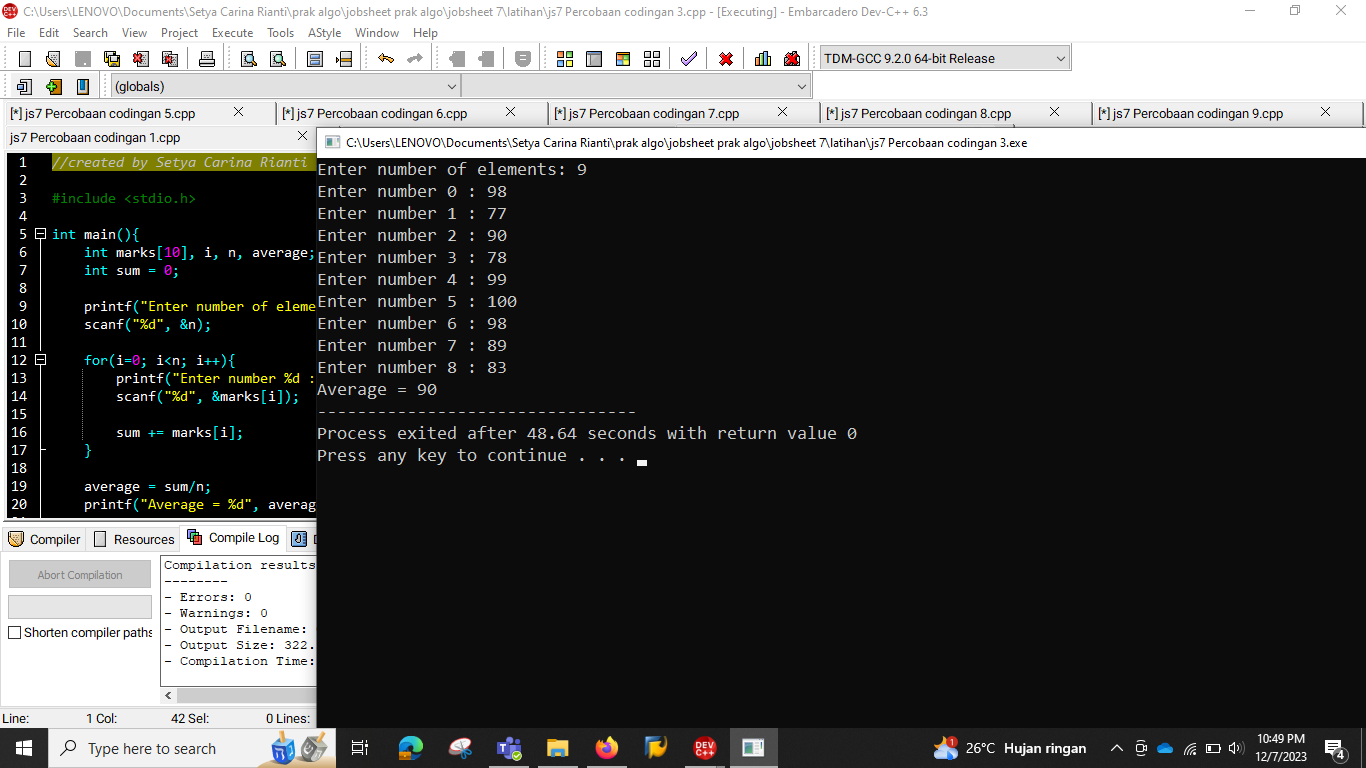 C:\Users\LENOVO\Documents\Setya Carina Rianti\prak algo\jobsheet prak algo\jobsheet 7\latihan\js7 Percobaan codingan 3.cpp - [Executing] - Embarcadero Dev-C++ 6.3
File Edit Search View Project Execute Tools AStyle Window Help
TDM-GCC 9.2.0 64-bit Release
(globals)
[*] js7 Percobaan codingan 5.cpp [*] js7 Percobaan codingan 6.cpp [*] js7 Percobaan codingan 7.cpp [*] js7 Percobaan codingan 8.cpp [*] js7 Percobaan codingan 9.cpp
js7 Percobaan codingan 1.cpp
1 //created by Setya Carina Rianti
2
3 #include <stdio.h>
4
5 int main(){
6 int marks[10], i, n, average;
7 int sum = 0;
8
9 printf("Enter number of eleme
10 scanf("%d", &n);
11
12 for(i=0; i<n; i++){
13 printf("Enter number %d :
14 scanf("%d", &marks[i]);
15
16 sum += marks[i];
17 }
18
19 average = sum/n;
20 printf("Average = %d", averag
C:\Users\LENOVO\Documents\Setya Carina Rianti\prak algo\jobsheet prak algo\jobsheet 7\latihan\js7 Percobaan codingan 3.exe
Enter number of elements: 9
Enter number 0 : 98
Enter number 1 : 77
Enter number 2 : 90
Enter number 3 : 78
Enter number 4 : 99
Enter number 5 : 100
Enter number 6 : 98
Enter number 7 : 89
Enter number 8 : 83
Average = 90
--------------------------------
Process exited after 48.64 seconds with return value 0
Press any key to continue . . .
Compiler Resources Compile Log
Abort Compilation
Shorten compiler paths
Compilation results
--------
- Errors: 0
- Warnings: 0
- Output Filename:
- Output Size: 322.
- Compilation Time:
Line: 1 Col: 42 Sel: 0 Lines:
Type here to search
DEV C++
1
26°C Hujan ringan
10:49 PM
12/7/2023
4